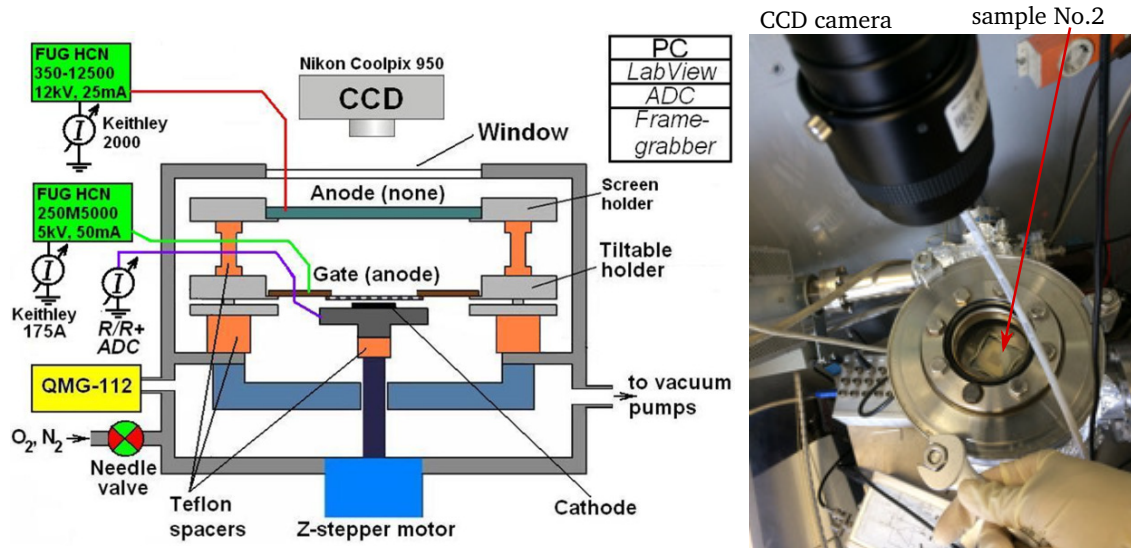 FUG HCN
350-12500
12kV, 25mA
I
Keithley
2000
Nikon Coolpix 950
CCD
PC
LabView
ADC
Frame-
grabber
Window
FUG HCN
250M5000
5kV, 50mA
Anode (none)
Screen
holder
I
I
Gate (anode)
Tiltable
holder
Keithley
175A
R/R+
ADC
QMG-112
to vacuum
pumps
O2, N2
Needle
valve
Teflon
spacers
Z-stepper motor
Cathode
CCD camera
sample No.2